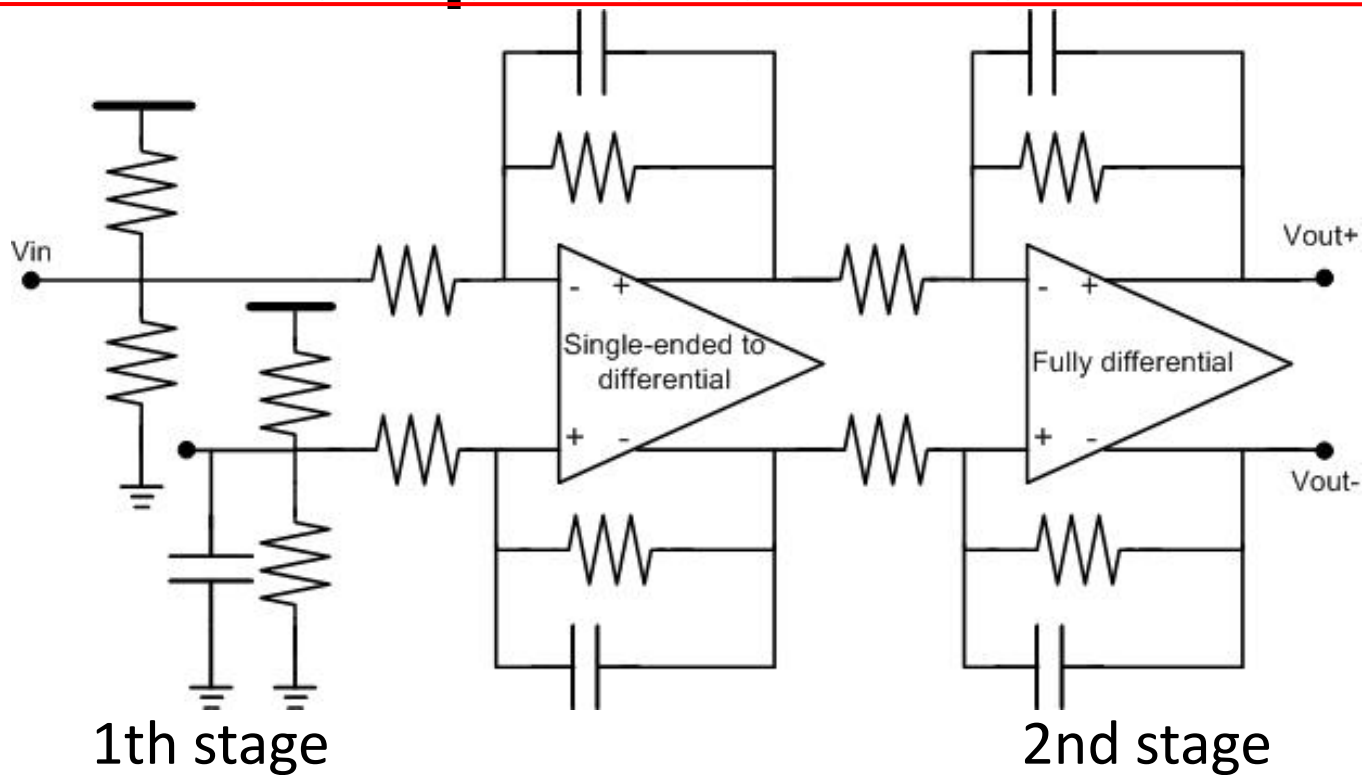 Vin
Vout+
- +
Single-ended to
differential
+ -
- +
Fully differential
+ -
Vout-
1th stage
2nd stage